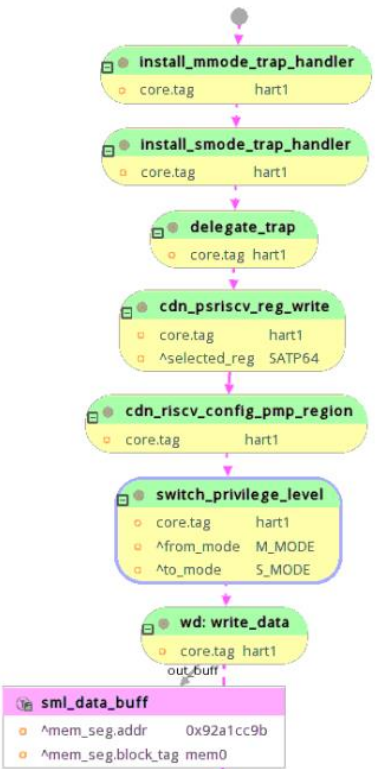 install_mmode_trap_handler
core.tag hart1
install_smode_trap_handler
core.tag hart1
delegate_trap
core.tag hart1
cdn_psriscv_reg_write
core.tag hart1
^selected_reg SATP64
cdn_riscv_config_pmp_region
core.tag hart1
switch_privilege_level
core.tag hart1
^from_mode M_MODE
^to_mode S_MODE
wd: write_data
core.tag hart1
out_buff
sml_data_buff
^mem_seg.addr 0x92a1cc9b
^mem_seg.block_tag mem0